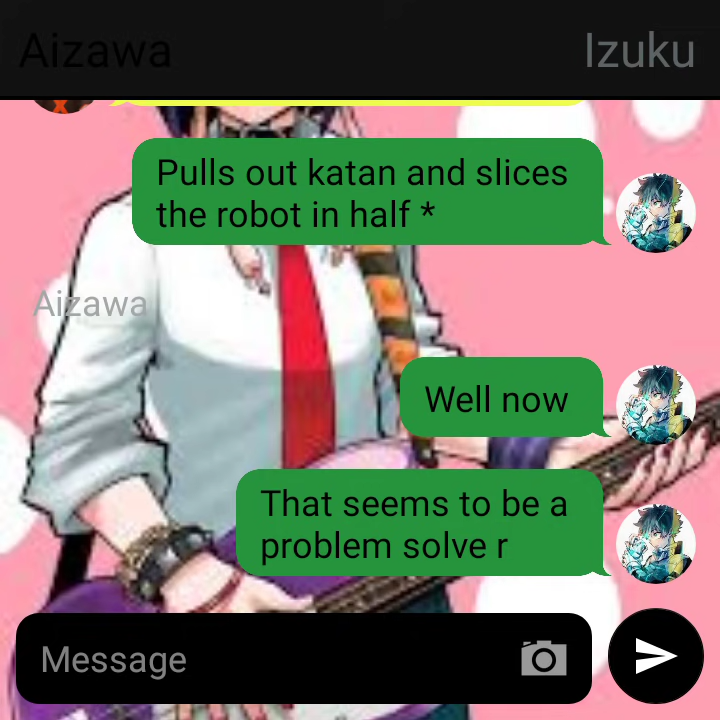 Aizawa
Izuku
Pulls out katan and slices
the robot in half *
Aizawa
Well now
That seems to be a
problem solve r
Message